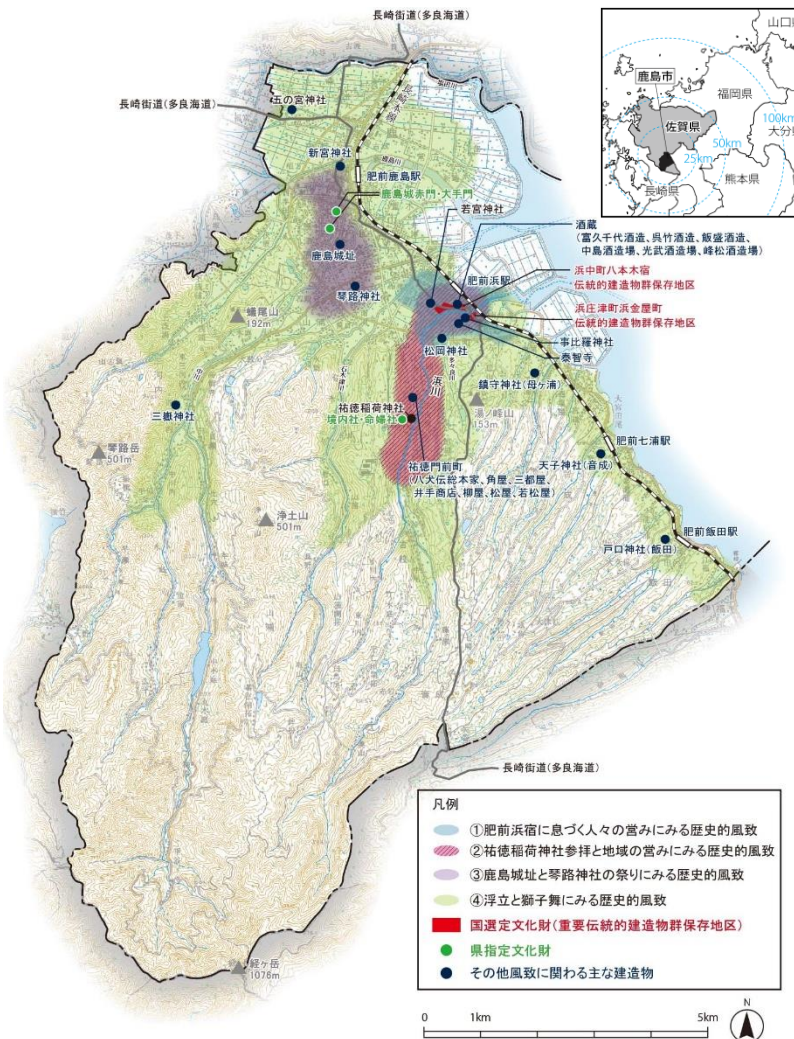 長崎街道(多良海道)
長崎街道(多良海道)
五の宮神社
長崎本線
新宮神社
肥前鹿島駅
鹿島城赤門・大手門
鹿島城址
琴路神社
若宮神社
酒蔵
(富久千代酒造、呉竹酒造、飯盛酒造、
中島酒造場、光武酒造場、峰松酒造場)
肥前浜駅
浜中町八本木宿
伝統的建造物群保存地区
浜庄津町浜金屋町
伝統的建造物群保存地区
事比羅神社
泰智寺
松岡神社
浜川
鎮守神社(母ヶ浦)
蟻尾山
192m
三嶽神社
琴路岳
501m
浄土山
501m
祐徳稲荷神社
境内社・命婦社
湯ノ峰山
153m
祐徳門前町
(八犬伝総本家、角屋、三都屋、
井手商店、柳屋、松屋、若松屋)
肥前七浦駅
天子神社(音成)
肥前飯田駅
戸口神社(飯田)
長崎街道(多良海道)
経ヶ岳
1076m
山口県
福岡県
鹿島市
佐賀県
100km
大分県
50km
25km
熊本県
長崎県
凡例
①肥前浜宿に息づく人々の営みにみる歴史的風致
②祐徳稲荷神社参拝と地域の営みにみる歴史的風致
③鹿島城址と琴路神社の祭りにみる歴史的風致
④浮立と獅子舞にみる歴史的風致
国選定文化財(重要伝統的建造物群保存地区)
県指定文化財
その他風致に関わる主な建造物
0 1km 5km
N